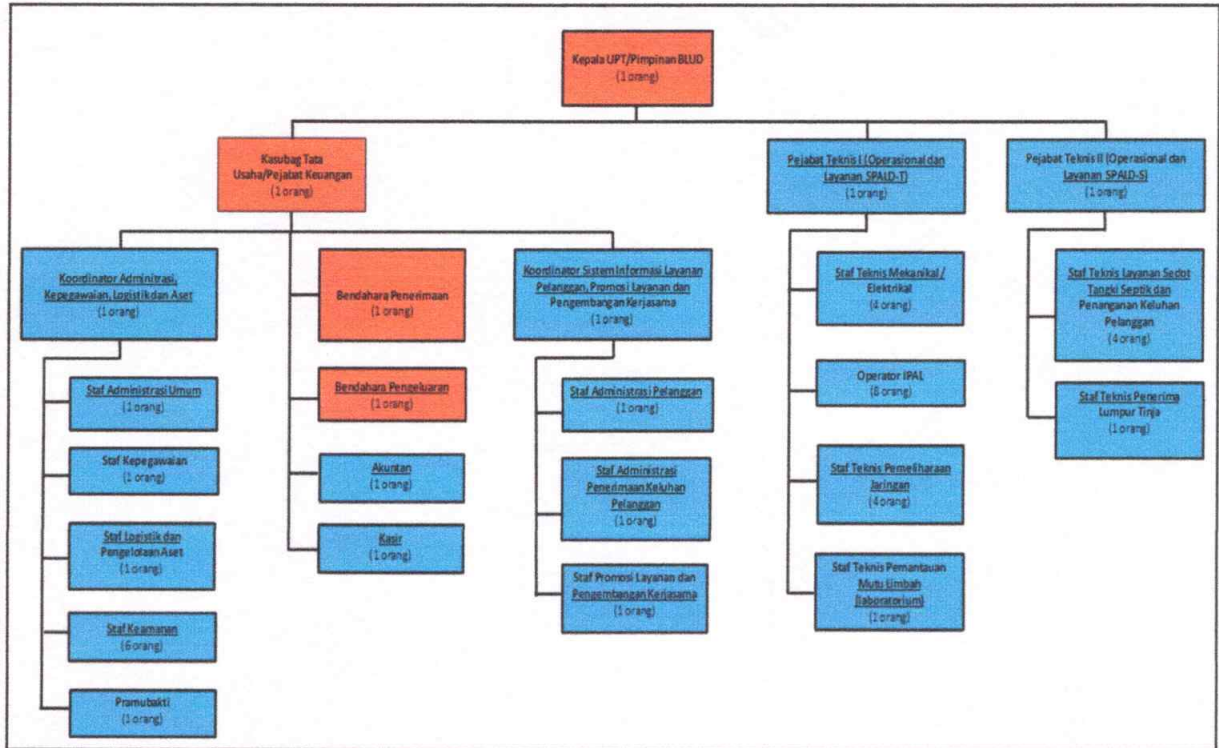 Kepala UPT/Pimpinan BLUD
(1 orang)
Kasubag Tata
Usaha/Pejabat Keuangan
(1 orang)
Pejabat Teknis I (Operasional dan
Layanan SPALD-T)
(1 orang)
Pejabat Teknis II (Operasional dan
Layanan SPALD-S)
(1 orang)
Koordinator Adminitrasi,
Kepegawaian, Logistik dan Aset
(1 orang)
Staf Administrasi Umum
(1 orang)
Staf Kepegawaian
(1 orang)
Staf Logistik dan
Pengelolaan Aset
(1 orang)
Staf Keamanan
(6 orang)
Pramubakti
(1 orang)
Bendahara Penerimaan
(1 orang)
Bendahara Pengeluaran
(1 orang)
Akuntan
(1 orang)
Kasir
(1 orang)
Koordinator Sistem Informasi Layanan
Pelanggan, Promosi Layanan dan
Pengembangan Kerjasama
(1 orang)
Staf Administrasi Pelanggan
(1 orang)
Staf Administrasi
Penerimaan Keluhan
Pelanggan
(1 orang)
Staf Promosi Layanan dan
Pengembangan Kerjasama
(1 orang)
Staf Teknis Mekanikal /
Elektrikal
(4 orang)
Operator IPAL
(8 orang)
Staf Teknis Pemeliharaan
Jaringan
(4 orang)
Staf Teknis Pemantauan
Mutu Limbah
(laboratorium)
(1 orang)
Staf Teknis Layanan Sedot
Tangki Septik dan
Penanganan Keluhan
Pelanggan
(4 orang)
Staf Teknis Penerima
Lumpur Tinja
(1 orang)